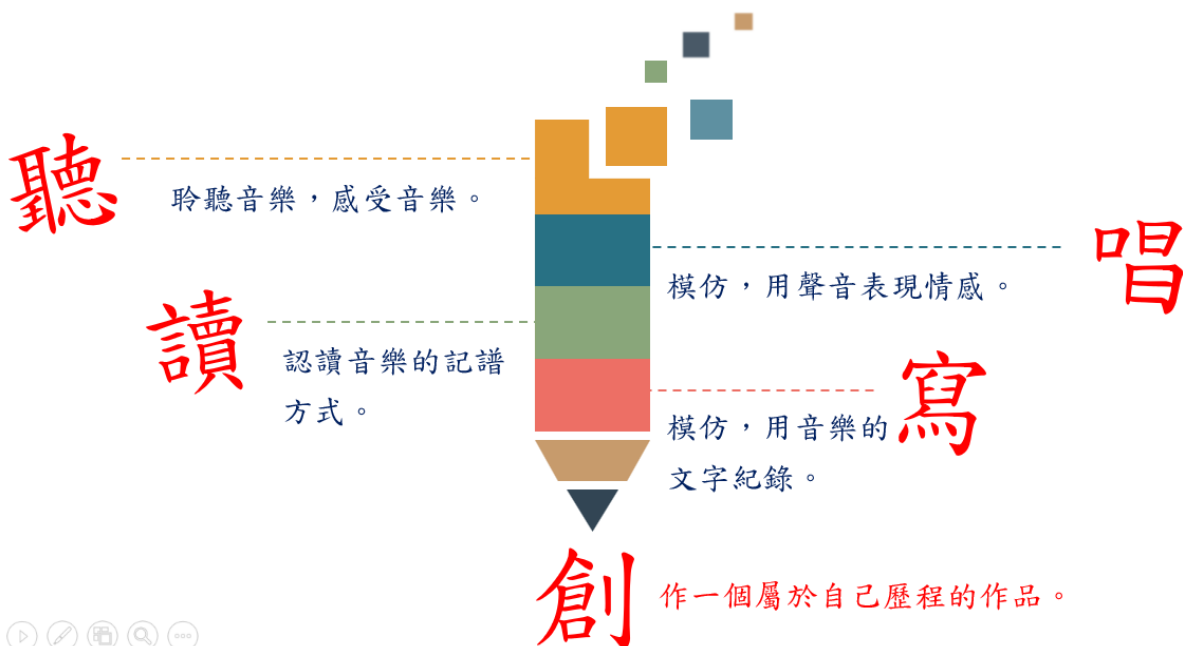 聽
聆聽音樂，感受音樂。
唱
模仿，用聲音表現情感。
讀
認讀音樂的記譜
方式。
寫
模仿，用音樂的
文字紀錄。
創
作一個屬於自己歷程的作品。